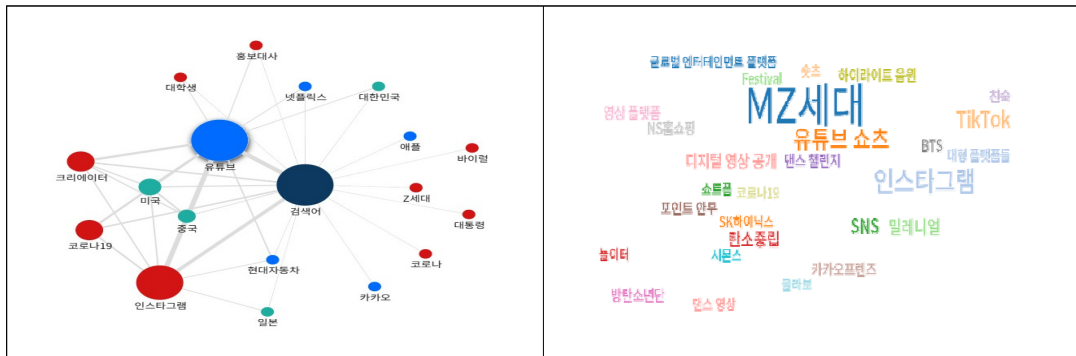 홍보대사
대학생
넷플릭스
대한민국
유튜브
애플
바이럴
크리에이터
미국
검색어
Z세대
중국
대통령
코로나19
현대자동차
코로나
인스타그램
카카오
일본
글로벌 엔터테인먼트 플랫폼
숏츠
하이라이트 음원
Festival
MZ세대
친숙
영상 플랫폼
NS홈쇼핑
TikTok
유튜브 쇼츠
BTS
대형 플랫폼들
디지털 영상 공개
댄스 챌린지
인스타그램
쇼트폼
코로나19
포인트 안무
SK하이닉스
SNS
밀레니얼
탄소중립
놀이터
시몬스
카카오프렌즈
콜라보
방탄소년단
댄스 영상